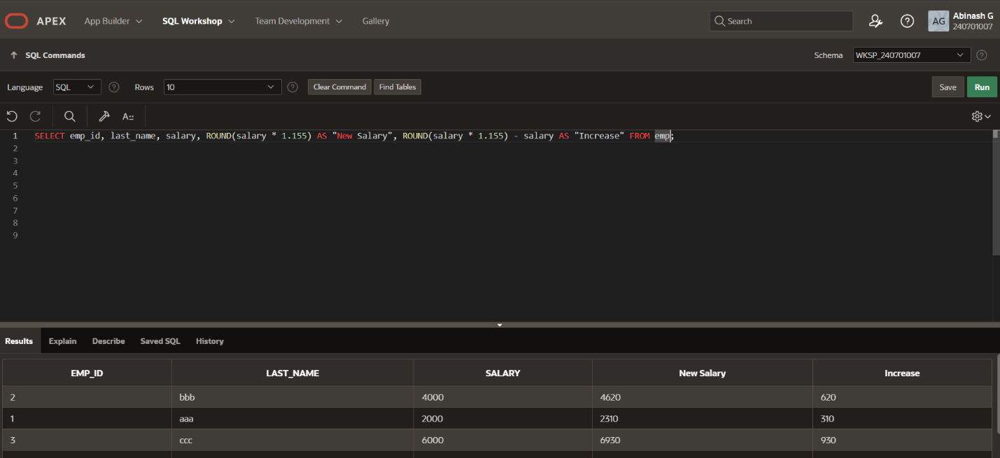 APEX App Builder SQL Workshop Team Development Gallery Search ? AG Abinash G
240701007
SQL Commands Schema WKSP_240701007 ?
Language SQL ? Rows 10 ? Clear Command Find Tables Save Run
A::
1 SELECT emp_id, last_name, salary, ROUND(salary * 1.155) AS "New Salary", ROUND(salary * 1.155) - salary AS "Increase" FROM emp;
2
3
4
5
6
7
8
9
Results Explain Describe Saved SQL History
EMP_ID LAST_NAME SALARY New Salary Increase
2 bbb 4000 4620 620
1 aaa 2000 2310 310
3 ccc 6000 6930 930